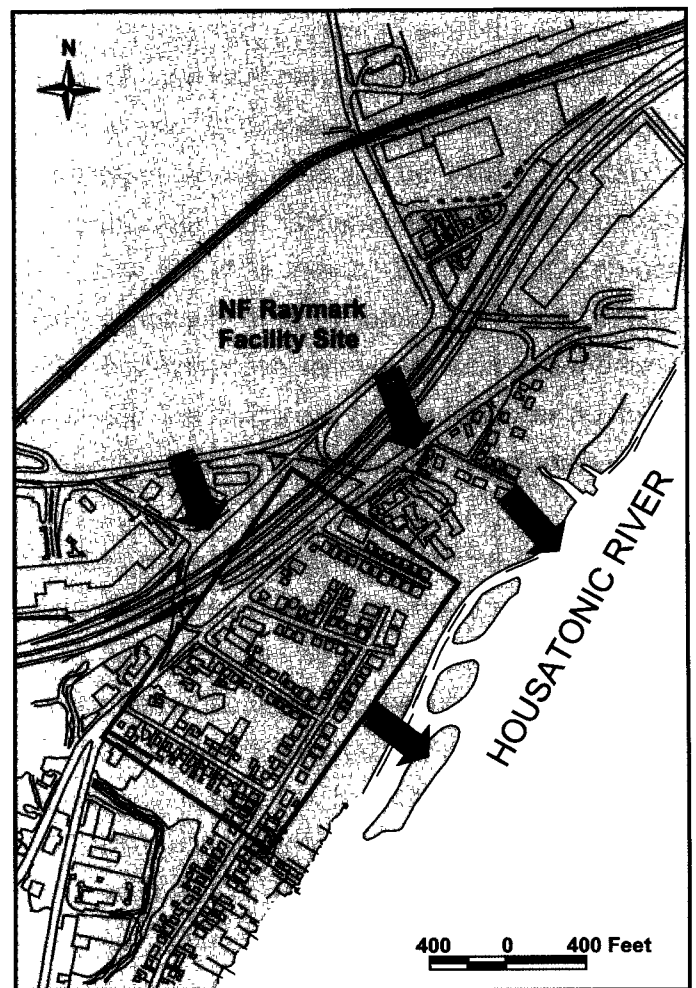 N
NF Raymark
Facility Site
HOUSATONIC RIVER
400 0 400 Feet